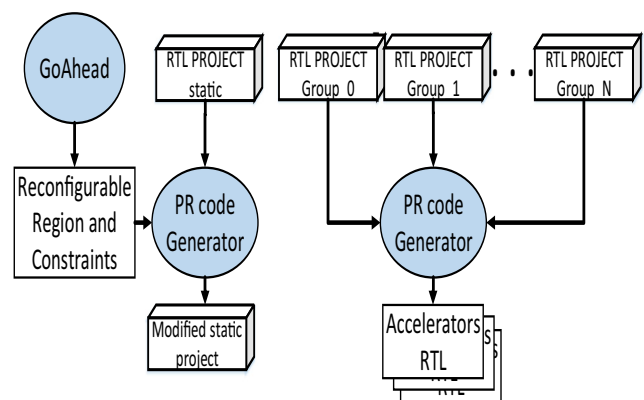 GoAhead
RTL PROJECT
static
RTL PROJECT
Group 0
RTL PROJECT
Group 1
. . .
RTL PROJECT
Group N
Reconfigurable
Region and
Constraints
PR code
Generator
PR code
Generator
Modified static
project
Accelerators
RTL